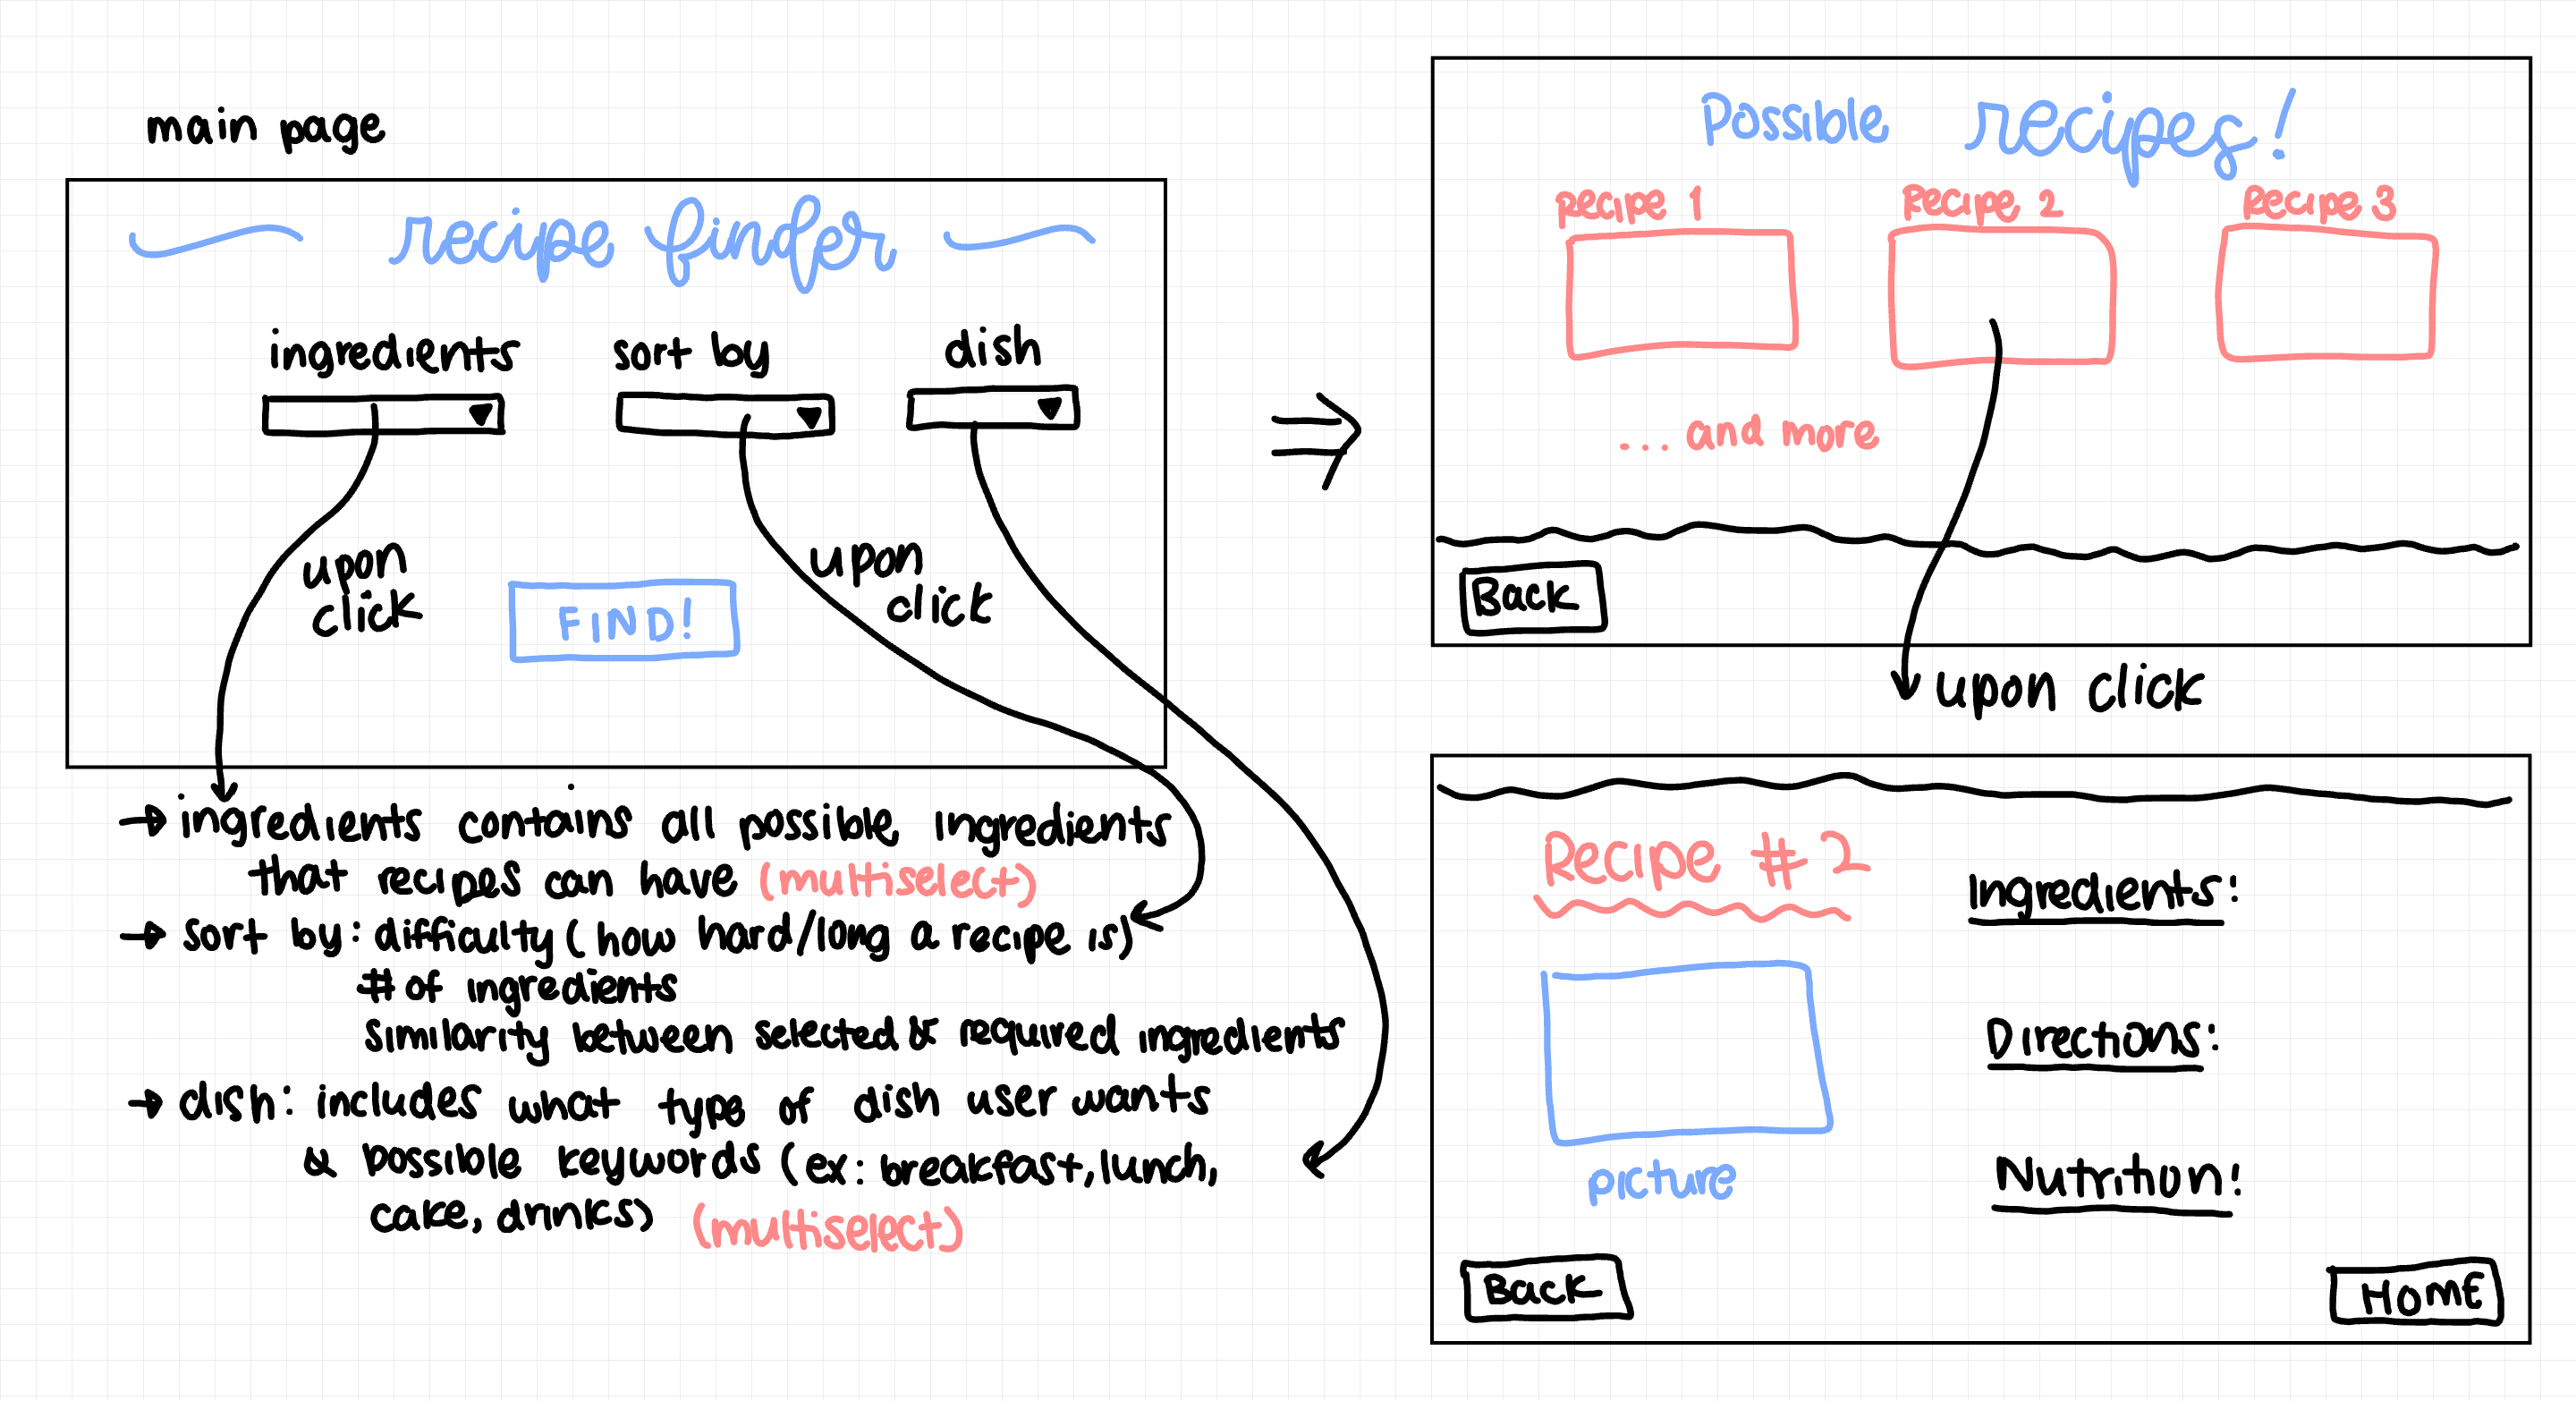 main page
recipe finder
ingredients sort by dish
upon
click
upon
click
FIND!
→ ingredients contains all possible ingredients
that recipes can have (multiselect)
→ sort by: difficulty (how hard/long a recipe is)
# of ingredients
similarity between selected & required ingredients
→ dish: includes what type of dish user wants
& possible keywords (ex: breakfast, lunch,
cake, drinks) (multiselect)
Possible recipes!
Recipe 1 Recipe 2 Recipe 3
... and more
Back
upon click
Recipe #2
Ingredients:
Directions:
Nutrition:
picture
Back
Home